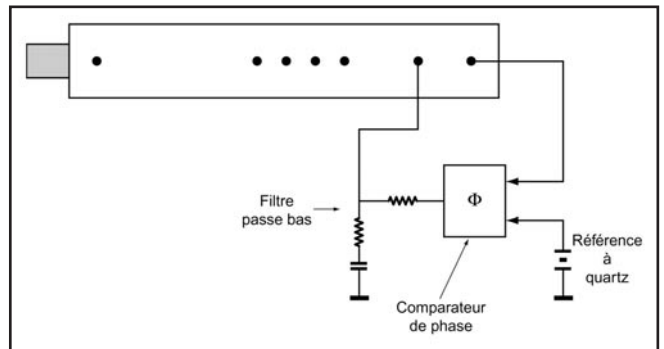 Filtre
passe bas
Φ
Référence
à
quartz
Comparateur
de phase